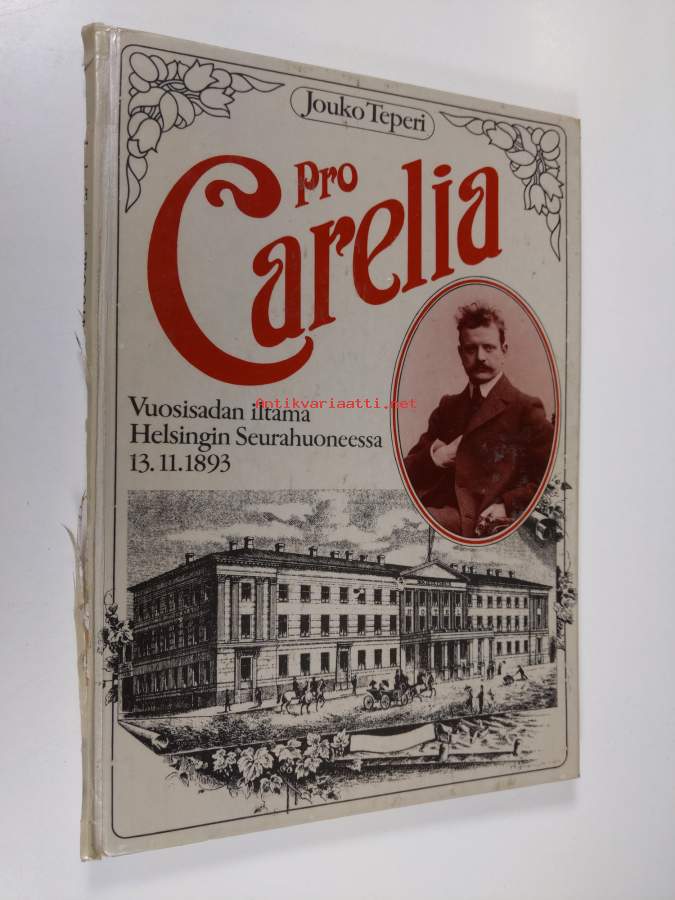 Jouko Teperi
Pro
Carelia
Vuosisadan iltama
Helsingin Seurahuoneessa
13.11.1893
Antikvariaatti.net